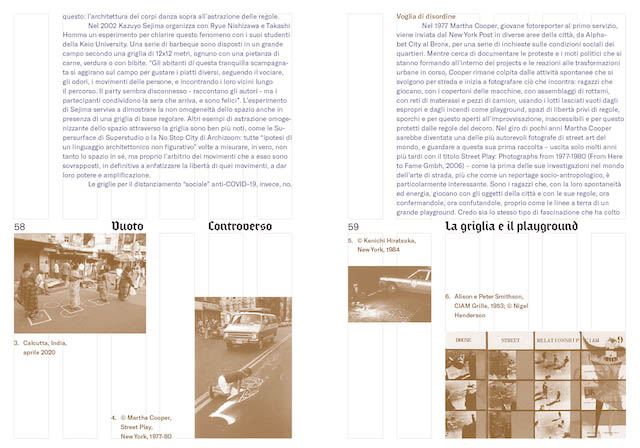 questo: l'architettura dei corpi danza sopra all'astrazione delle regole.
Nel 2002 Kazuyo Sejima organizza con Ryue Nishizawa e Takashi
Homma un esperimento per chiarire questo fenomeno con i suoi studenti
della Keio University. Una serie di barbeque sono disposti in un grande
campo secondo una griglia di 12x12 metri, ognuno con una pietanza di
carne, verdura o con bibite. "Gli abitanti di questa tranquilla scampagna-
ta si aggirano sul campo per gustare i piatti diversi, seguendo il vociare,
gli odori, i movimenti delle persone, e incontrando i loro vicini lungo
il percorso. Il party sembra disconnesso - raccontano gli autori - ma i
partecipanti condividono la sera che arriva, e sono felici". L'esperimento
di Sejima serviva a dimostrare la non omogeneità dello spazio anche in
presenza di una griglia di base regolare. Altri esempi di astrazione omoge-
nizzante dello spazio attraverso la griglia sono ben più noti, come la Su-
persurface di Superstudio o la No Stop City di Archizoom: tutte "ipotesi di
un linguaggio architettonico non figurativo" volte a misurare, in vero, non
tanto lo spazio in sé, ma proprio l'arbitrio dei movimenti che a esso sono
sovrapposti, in definitiva a enfatizzare la libertà di quei movimenti, a dar
loro potere e amplificazione.
Le griglie per il distanziamento "sociale" anti-COVID-19, invece, no.
58
Vuoto
Controverso
3. Calcutta, India,
aprile 2020
4. © Martha Cooper,
Street Play,
New York, 1977-80
Voglia di disordine
Nel 1977 Martha Cooper, giovane fotoreporter al primo servizio,
viene inviata dal New York Post in diverse aree della città, da Alpha-
bet City al Bronx, per una serie di inchieste sulle condizioni sociali dei
quartieri. Mentre cerca di documentare le proteste e i moti politici che si
stanno formando all'interno dei progetti e le reazioni alle trasformazioni
urbane in corso, Cooper rimane colpita dalle attività spontanee che si
svolgono per strada e inizia a fotografare ciò che incontra: ragazzi che
giocano, con i copertoni delle macchine, con assemblaggi di rottami,
con reti di materassi e pezzi di camion, usando i lotti lasciati vuoti dagli
espropri e dagli incendi come playground, spazi di libertà privi di regole,
sporchi e per questo aperti all'improvvisazione, inaccessibili e per questo
protetti dalle regole del decoro. Nel giro di pochi anni Martha Cooper
sarebbe diventata una delle più autorevoli fotografe di street art del
mondo, e guardare a questa sua prima raccolta – uscita solo molti anni
più tardi con il titolo Street Play: Photographs from 1977-1980 (From Here
to Fame Gmbh, 2006) – come la prima delle sue investigazioni nel mondo
dell'arte di strada, più che come un reportage socio-antropologico, è
particolarmente interessante. Sono i ragazzi che, con la loro spontaneità
ed energia, giocano con gli oggetti della città e con le sue regole, ora
confermandole, ora confutandole, proprio come le linee a terra di un
grande playground. Credo sia lo stesso tipo di fascinazione che ha colto
59
La griglia e il playground
5. © Kenichi Hiratsuka,
New York, 1984
6. Alison e Peter Smithson,
CIAM Grille, 1953; © Nigel
Henderson
HOUSE STREET RELATIONSHIP CIAM 9